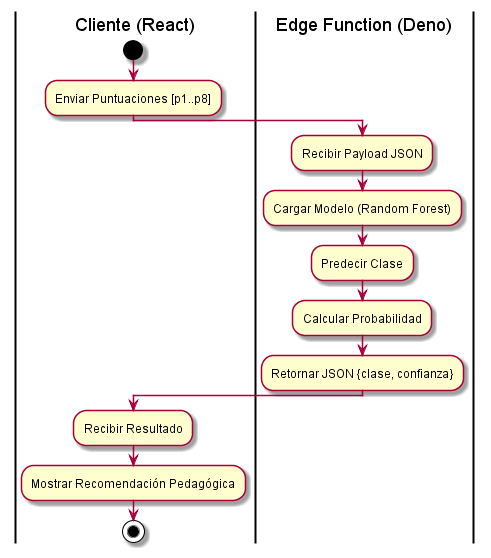 Cliente (React)
Edge Function (Deno)
Enviar Puntuaciones [p1..p8]
Recibir Payload JSON
Cargar Modelo (Random Forest)
Predecir Clase
Calcular Probabilidad
Retornar JSON {clase, confianza}
Recibir Resultado
Mostrar Recomendación Pedagógica